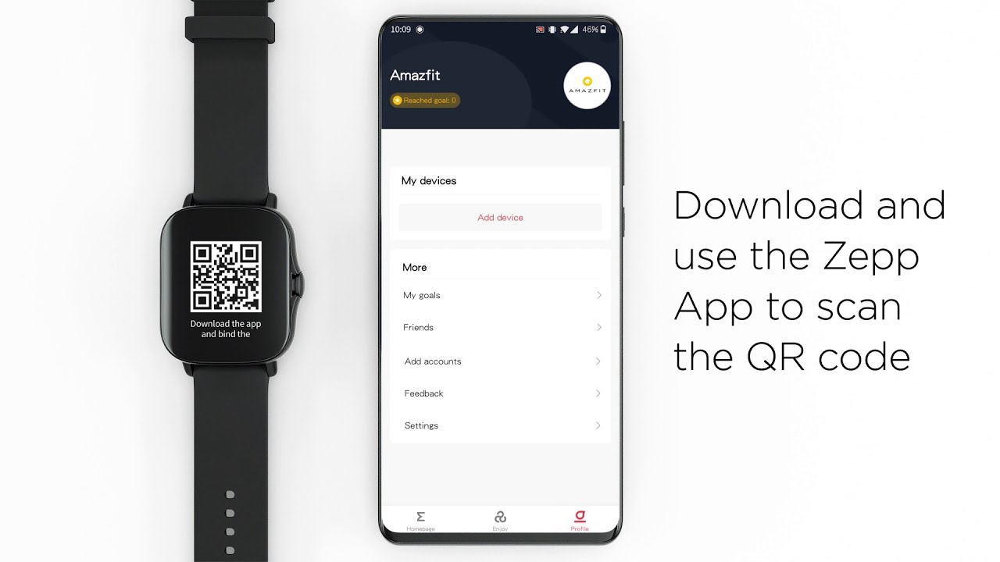 Download the app
and bind the
10:09
46%
Amazfit
AMAZFIT
Reached goal: 0
My devices
Add device
More
My goals
Friends
Add accounts
Feedback
Settings
Homepage
Enjoy
Profile
Download and
use the Zepp
App to scan
the QR code